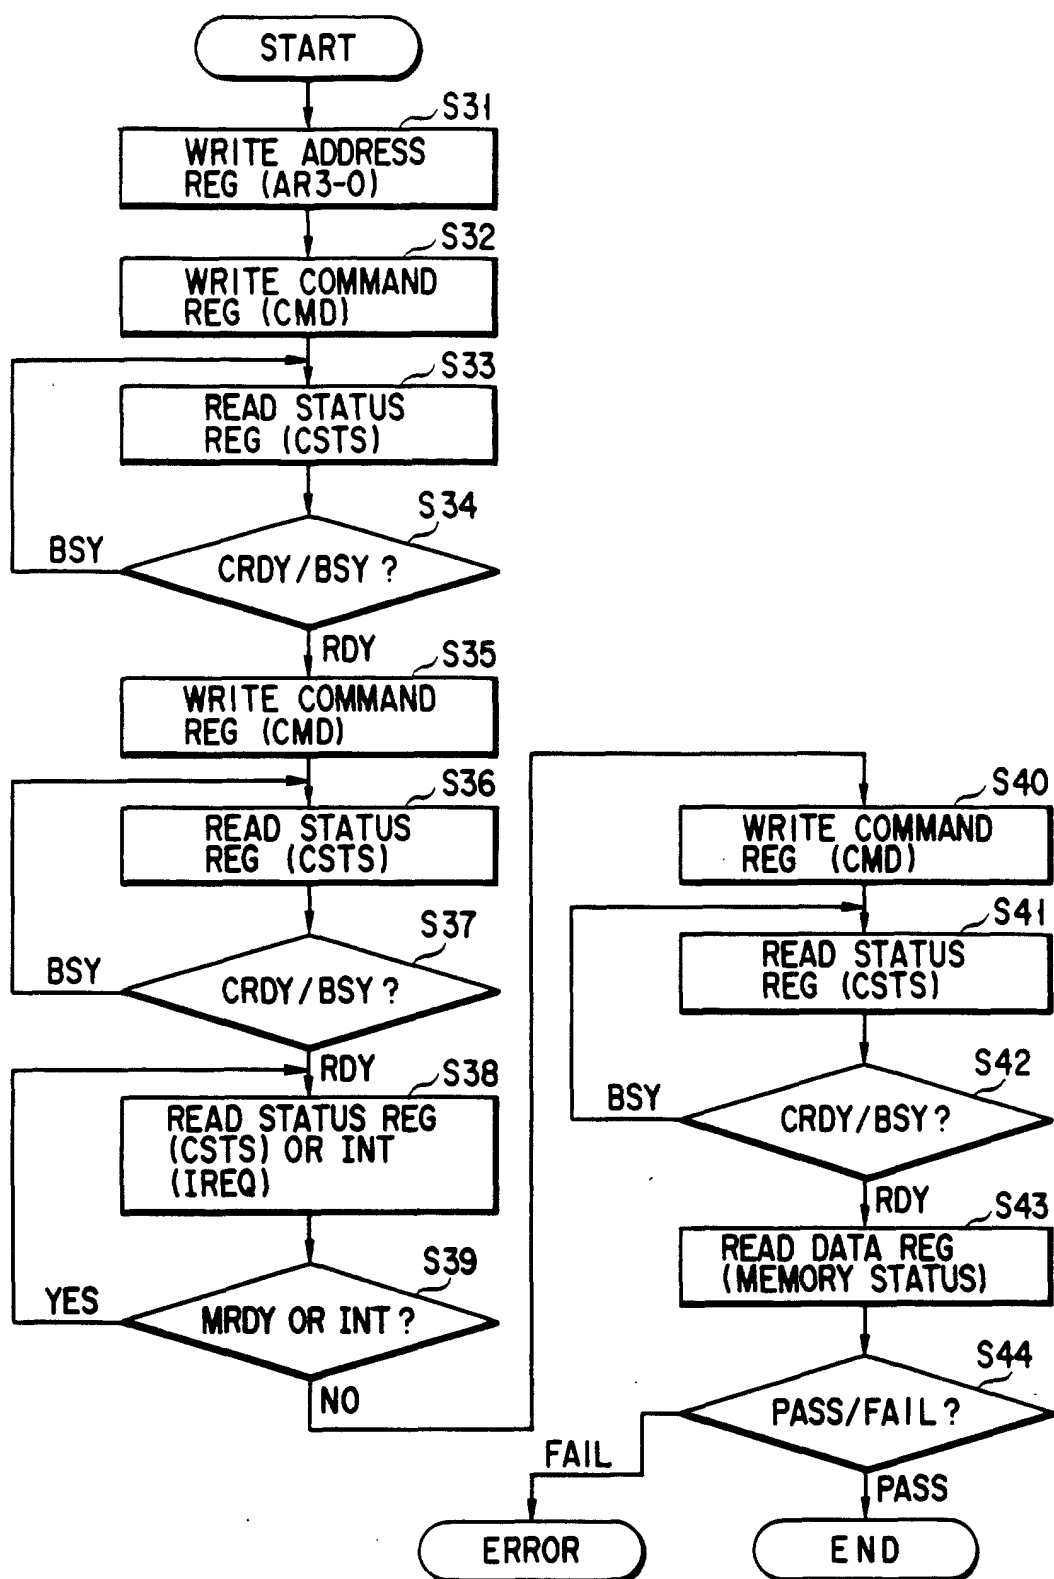 START
S31
WRITE ADDRESS
REG (AR3-0)
S32
WRITE COMMAND
REG (CMD)
S33
READ STATUS
REG (CSTS)
S34
BSY
CRDY/BSY?
RDY
S35
WRITE COMMAND
REG (CMD)
S36
READ STATUS
REG (CSTS)
S37
BSY
CRDY/BSY?
RDY
S38
READ STATUS REG
(CSTS) OR INT
(IREQ)
S39
YES
MRDY OR INT?
NO
S40
WRITE COMMAND
REG (CMD)
S41
READ STATUS
REG (CSTS)
S42
BSY
CRDY/BSY?
RDY
S43
READ DATA REG
(MEMORY STATUS)
S44
PASS/FAIL?
FAIL
PASS
ERROR
END